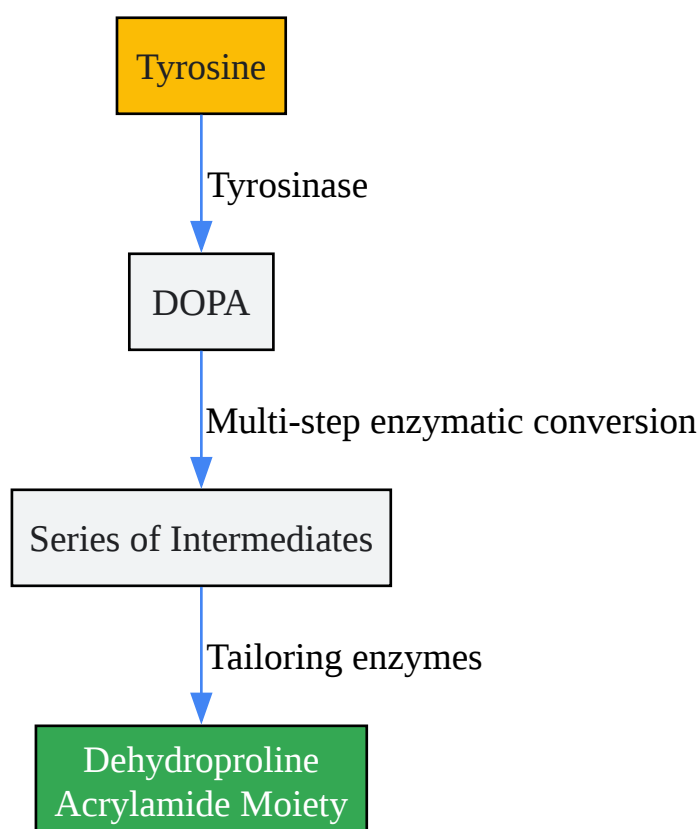 Tyrosine
Tyrosinase
DOPA
Multi-step enzymatic conversion
Series of Intermediates
Tailoring enzymes
Dehydroproline
Acrylamide Moiety